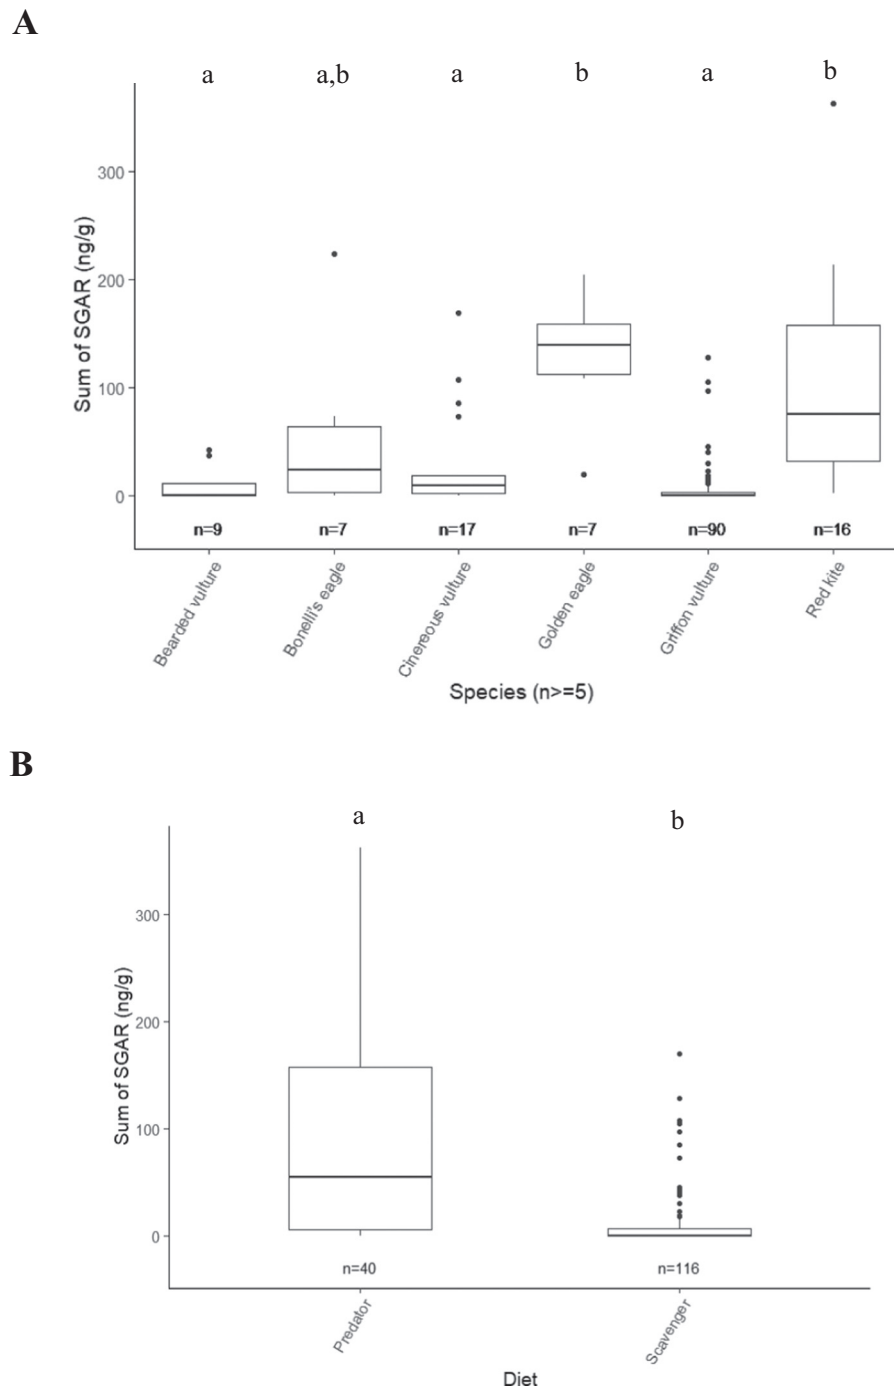 A
a a,b a b a b
300
200
100
0
Sum of SGAR (ng/g)
n=9 n=7 n=17 n=7 n=90 n=16
Bearded vulture
Bonelli's eagle
Cinereous vulture
Golden eagle
Griffon vulture
Red kite
Species (n>=5)
B
a b
300
200
100
0
Sum of SGAR (ng/g)
n=40 n=116
Predator
Scavenger
Diet